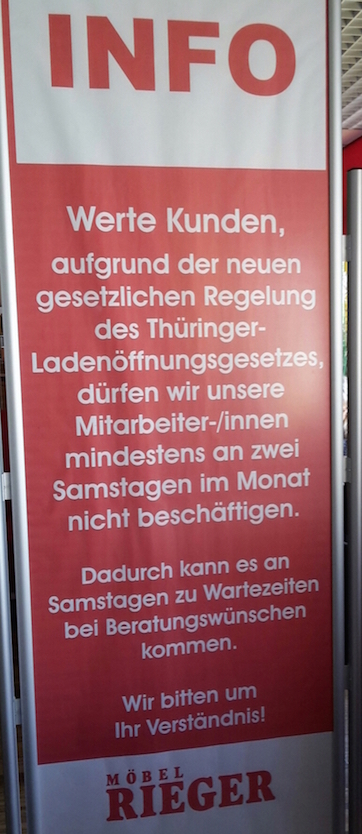 INFO
Werte Kunden,
aufgrund der neuen
gesetzlichen Regelung
des Thüringer-
Ladenöffnungsgesetzes,
dürfen wir unsere
Mitarbeiter-/innen
mindestens an zwei
Samstagen im Monat
nicht beschäftigen.
Dadurch kann es an
Samstagen zu Wartezeiten
bei Beratungswünschen
kommen.
Wir bitten um
Ihr Verständnis!
MÖBEL
RIEGER